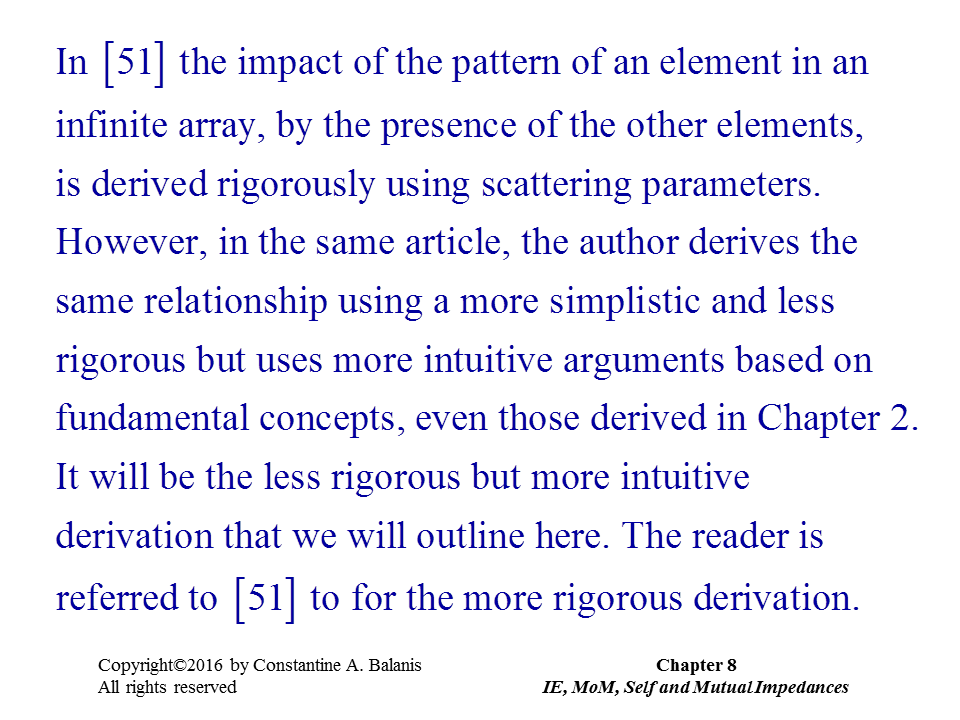 In [51] the impact of the pattern of an element in an
infinite array, by the presence of the other elements,
is derived rigorously using scattering parameters.
However, in the same article, the author derives the
same relationship using a more simplistic and less
rigorous but uses more intuitive arguments based on
fundamental concepts, even those derived in Chapter 2.
It will be the less rigorous but more intuitive
derivation that we will outline here. The reader is
referred to [51] to for the more rigorous derivation.
Copyright©2016 by Constantine A. Balanis
All rights reserved
Chapter 8
IE, MoM, Self and Mutual Impedances